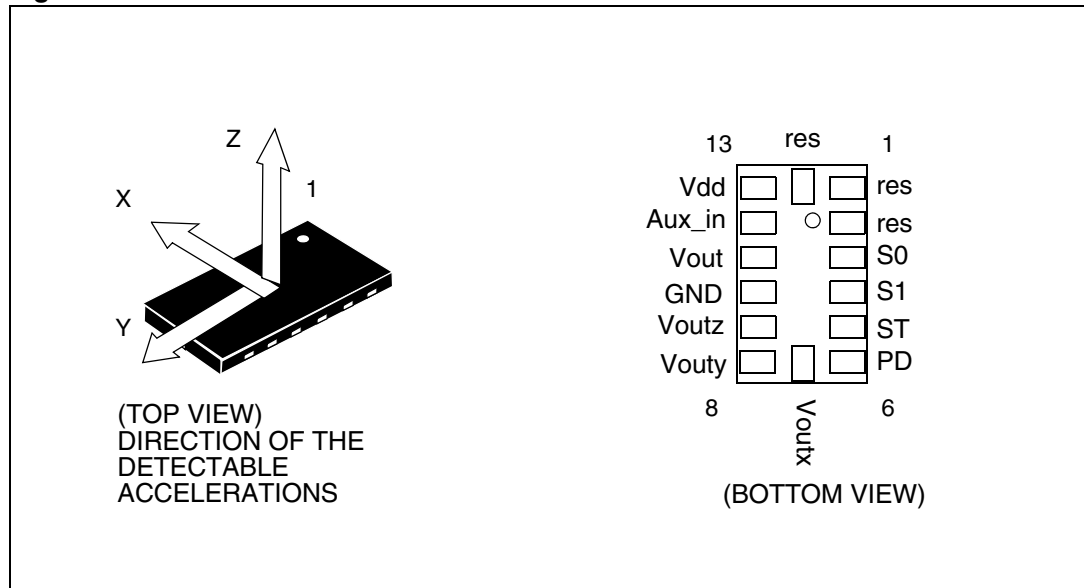 Z
1
X
Y
(TOP VIEW)
DIRECTION OF THE
DETECTABLE
ACCELERATIONS
13 res 1
Vdd res
Aux_in res
Vout S0
GND S1
Voutz ST
Vouty PD
8 Voutx 6
(BOTTOM VIEW)